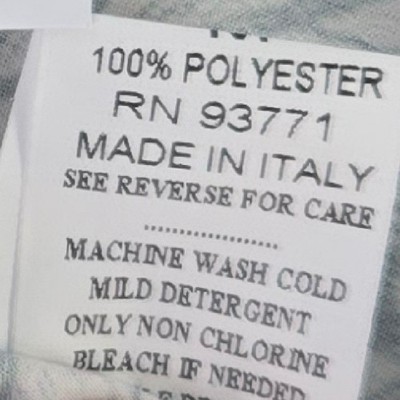 100% POLYESTER
RN 93771
MADE IN ITALY
SEE REVERSE FOR CARE
....................
MACHINE WASH COLD
MILD DETERGENT
ONLY NON CHLORINE
BLEACH IF NEEDED